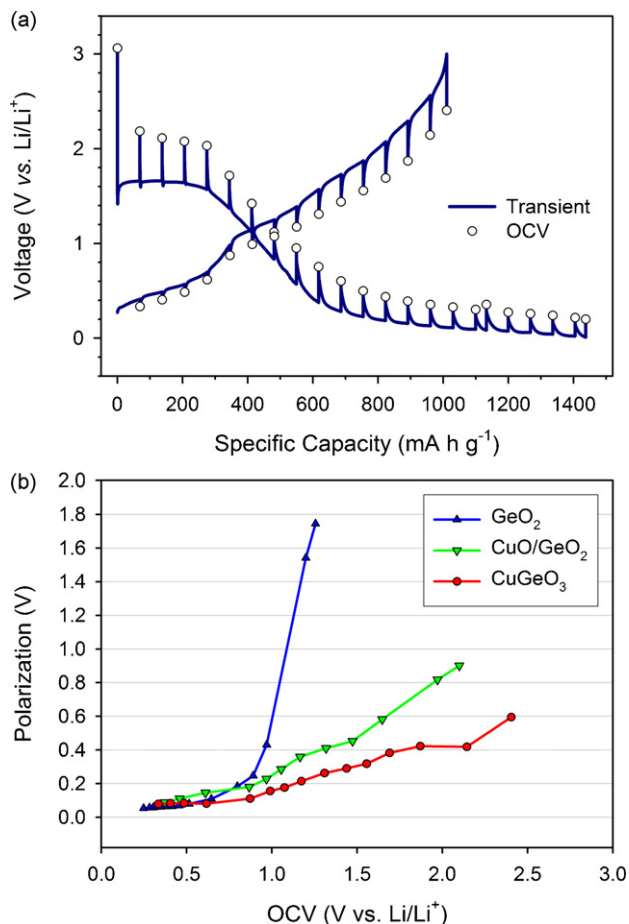 (a)
3
2
1
0
Voltage (V vs. Li/Li⁺)
Transient
OCV
0 200 400 600 800 1000 1200 1400
Specific Capacity (mA h g⁻¹)
(b)
2.0
1.8
1.6
1.4
1.2
1.0
0.8
0.6
0.4
0.2
0.0
Polarization (V)
GeO₂
CuO/GeO₂
CuGeO₃
0.0 0.5 1.0 1.5 2.0 2.5 3.0
OCV (V vs. Li/Li⁺)